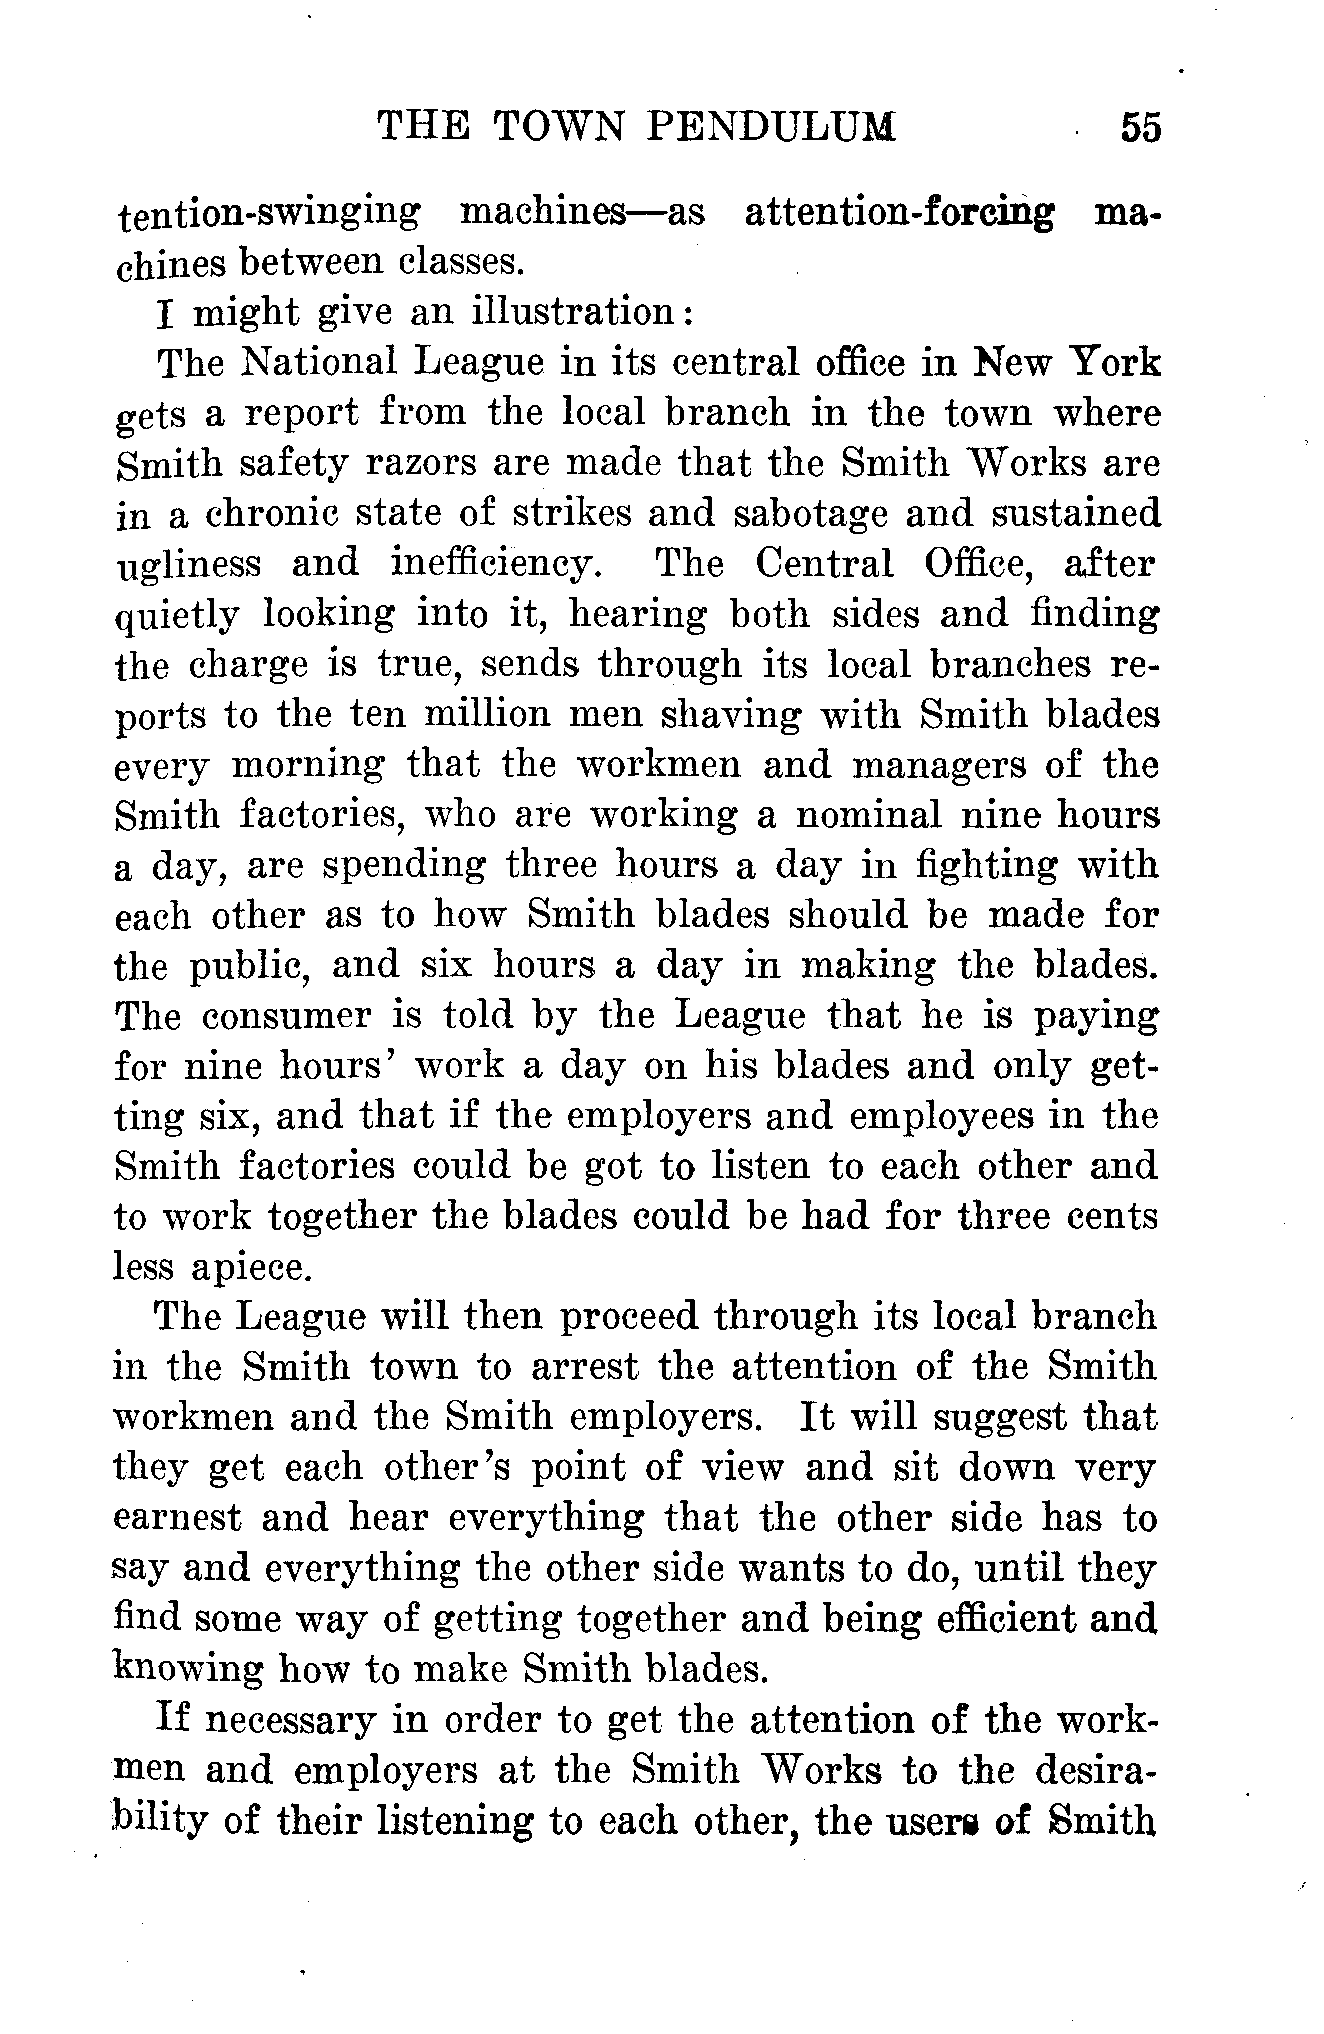 THE TOWN PENDULUM 55
tention-swinging machines—as attention-forcing ma-
chines between classes.
I might give an illustration:
The National League in its central office in New York
gets a report from the local branch in the town where
Smith safety razors are made that the Smith Works are
in a chronic state of strikes and sabotage and sustained
ugliness and inefficiency. The Central Office, after
quietly looking into it, hearing both sides and finding
the charge is true, sends through its local branches re-
ports to the ten million men shaving with Smith blades
every morning that the workmen and managers of the
Smith factories, who are working a nominal nine hours
a day, are spending three hours a day in fighting with
each other as to how Smith blades should be made for
the public, and six hours a day in making the blades.
The consumer is told by the League that he is paying
for nine hours' work a day on his blades and only get-
ting six, and that if the employers and employees in the
Smith factories could be got to listen to each other and
to work together the blades could be had for three cents
less apiece.
The League will then proceed through its local branch
in the Smith town to arrest the attention of the Smith
workmen and the Smith employers. It will suggest that
they get each other's point of view and sit down very
earnest and hear everything that the other side has to
say and everything the other side wants to do, until they
find some way of getting together and being efficient and
knowing how to make Smith blades.
If necessary in order to get the attention of the work-
men and employers at the Smith Works to the desira-
bility of their listening to each other, the users of Smith